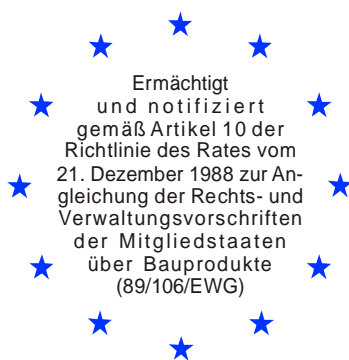 Ermächtigt
und notifiziert
gemäß Artikel 10 der
Richtlinie des Rates vom
21. Dezember 1988 zur An-
gleichung der Rechts- und
Verwaltungsvorschriften
der Mitgliedstaaten
über Bauprodukte
(89/106/EWG)